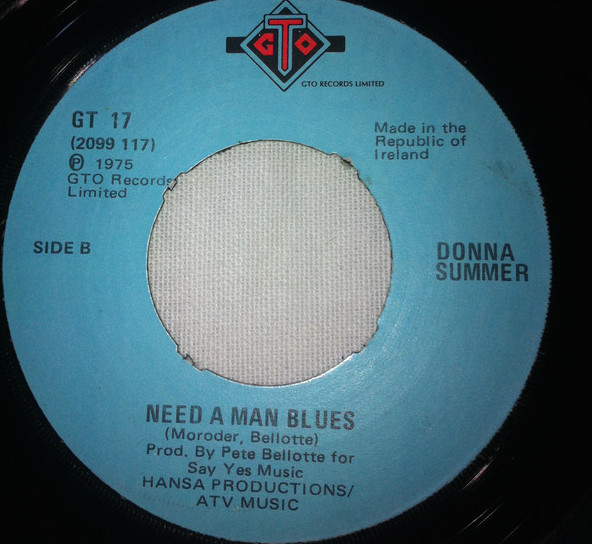 GTO
GTO RECORDS LIMITED
GT 17
(2099 117)
Ⓟ 1975
GTO Records
Limited
Made in the
Republic of
Ireland
SIDE B
DONNA
SUMMER
NEED A MAN BLUES
(Moroder, Bellotte)
Prod. By Pete Bellotte for
Say Yes Music
HANSA PRODUCTIONS/
ATV MUSIC